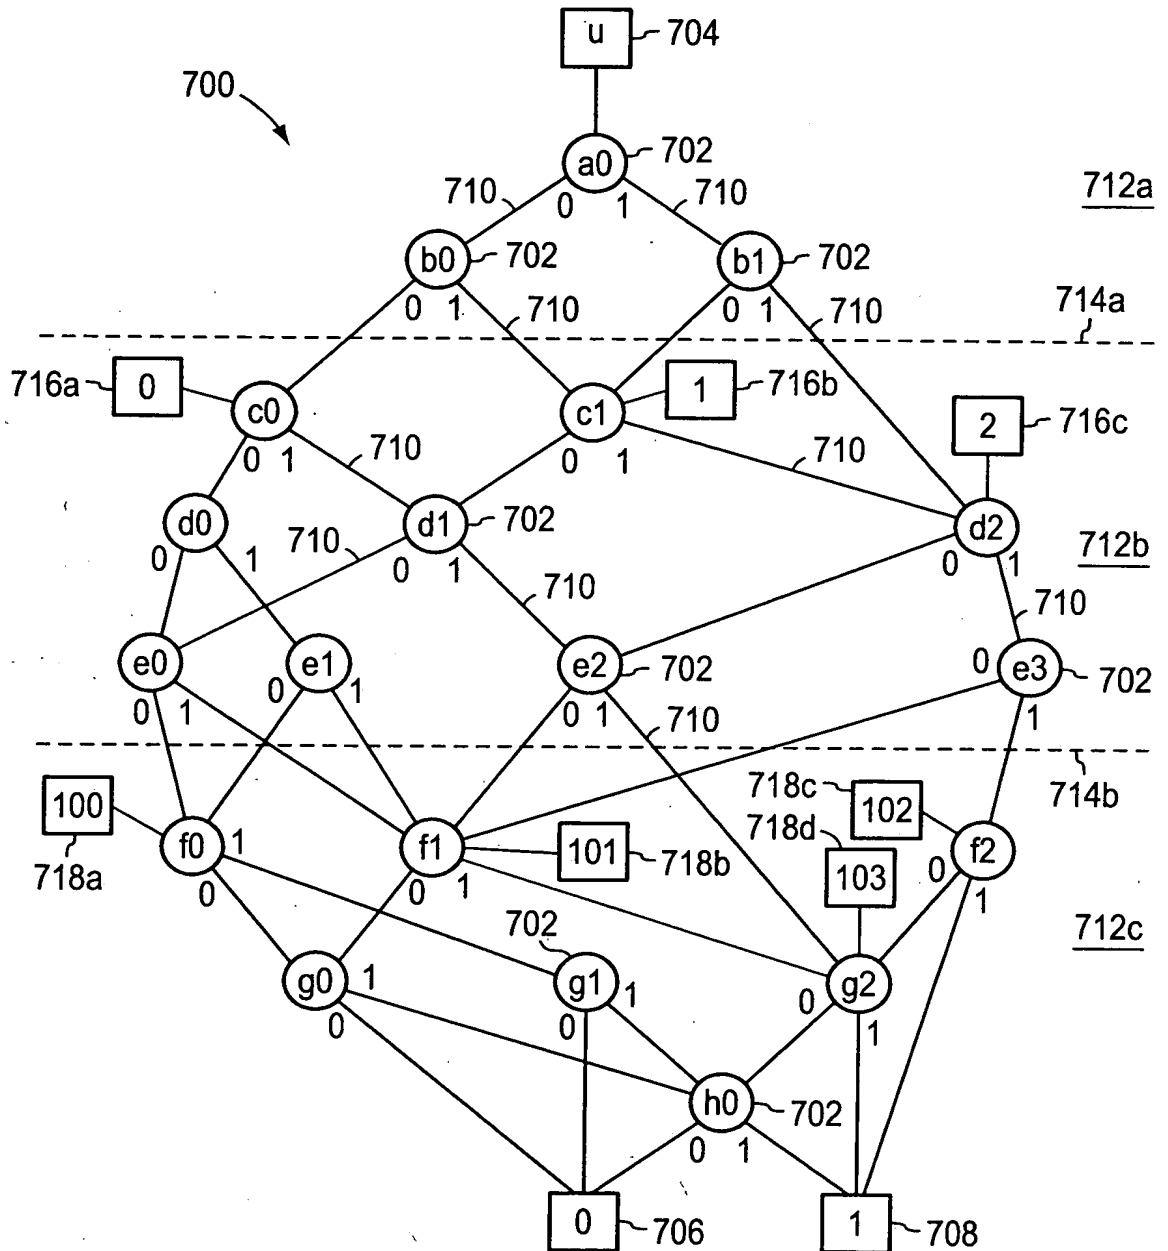 u 704
700
a0 702
710 0 1 710
712a
b0 702 b1 702
0 1 710 0 1 710 714a
716a 0 1 716b
c0 c1 2 716c
0 1 710 0 1 710
d0 d1 702 d2
0 1 710 0 1 0 1 712b
710 710
e0 e1 e2 702 0 e3 702
0 1 0 1 0 1 710 1
100 718c 102 714b
718d
f0 1 f1 101 718b 103 f2
718a 0 0 1 0 1
702 712c
g0 1 g1 1 g2
0 0 0 1
h0 702
0 1
0 706 1 708